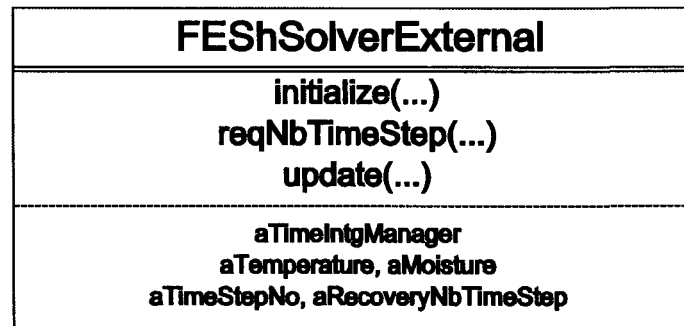 FEShSolverExternal
initialize(...)
reqNbTimeStep(...)
update(...)
aTimeIntgManager
aTemperature, aMoisture
aTimeStepNo, aRecoveryNbTimeStep